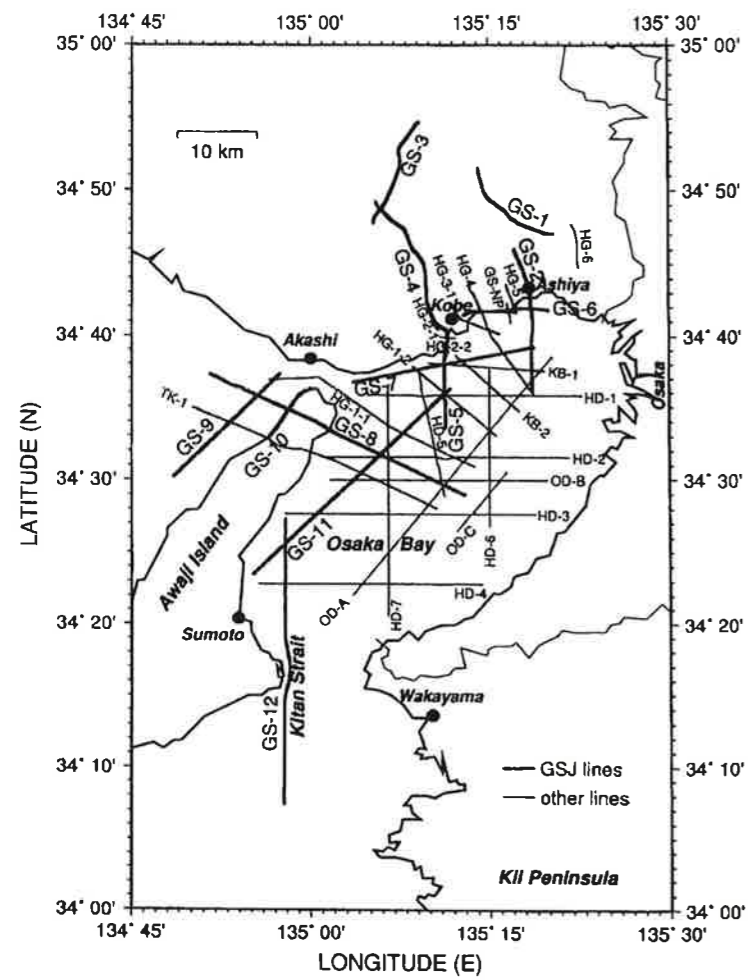 134° 45' 135° 00' 135° 15' 135° 30'
35° 00' 35° 00'
10 km
GS-3
34° 50' 34° 50'
GS-1
HG-6
GS-4
HG-3-1
HG-4
GS-NP
HG-5
GS-2
Ashiya
Kobe
GS-6
HG-2-1
34° 40' 34° 40'
Akashi
HG-1-2
HG-2-2
KB-1
GS-7
HD-1
Osaka
TK-1
HG-1-1
KB-2
GS-9
GS-10
GS-8
HD-5
GS-5
HD-2
34° 30' 34° 30'
OD-B
HD-3
GS-11
Osaka Bay
OD-C
HD-6
Awaji Island
HD-4
OD-A
HD-7
34° 20' 34° 20'
Sumoto
Kitan Strait
GS-12
Wakayama
34° 10' 34° 10'
GSJ lines
other lines
Kii Peninsula
34° 00' 34° 00'
134° 45' 135° 00' 135° 15' 135° 30'
LONGITUDE (E)
LATITUDE (N)